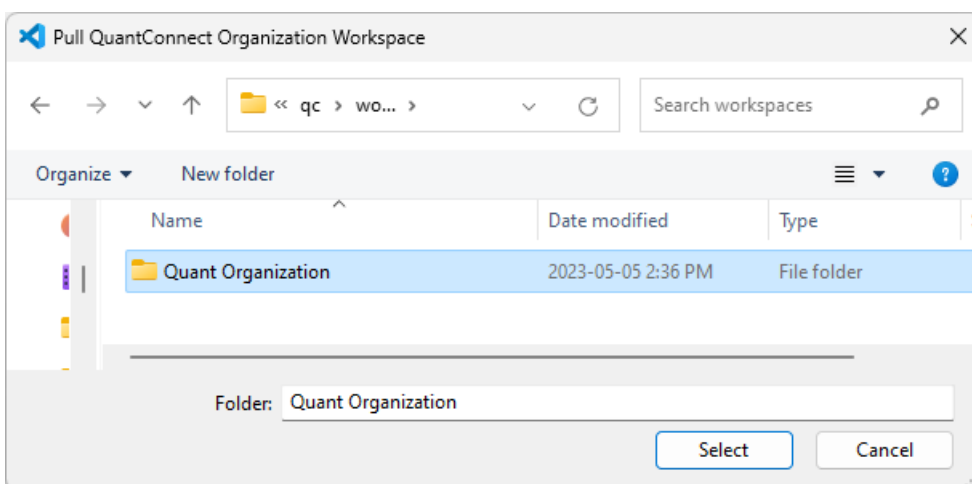 Pull QuantConnect Organization Workspace
« qc > wo... >
Search workspaces
Organize
New folder
?
Name
Date modified
Type
Quant Organization
2023-05-05 2:36 PM
File folder
Folder:
Quant Organization
Select
Cancel